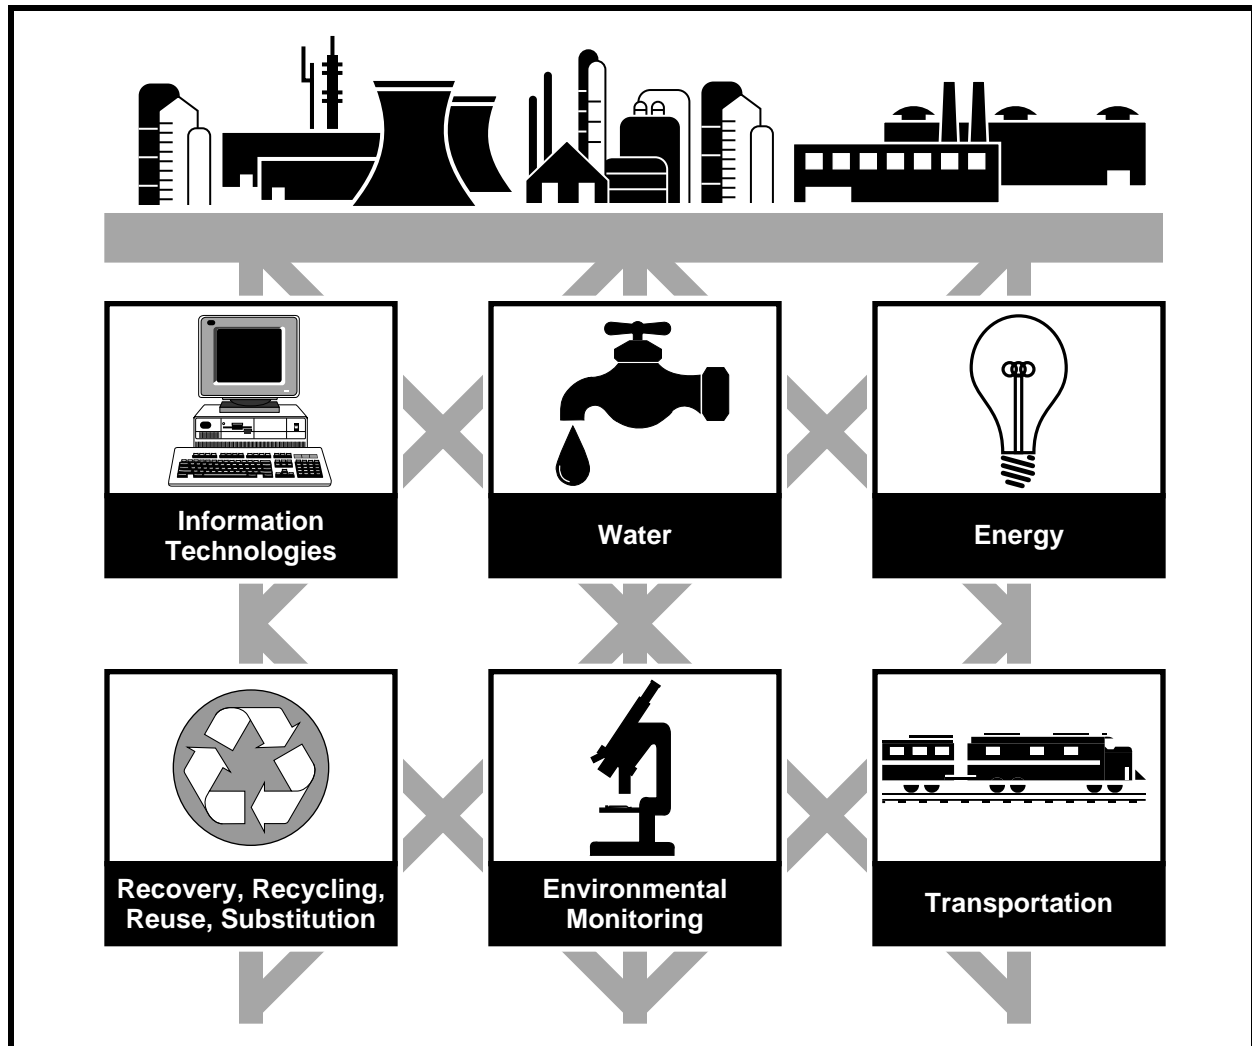 Information
Technologies
Water
Energy
Recovery, Recycling,
Reuse, Substitution
Environmental
Monitoring
Transportation